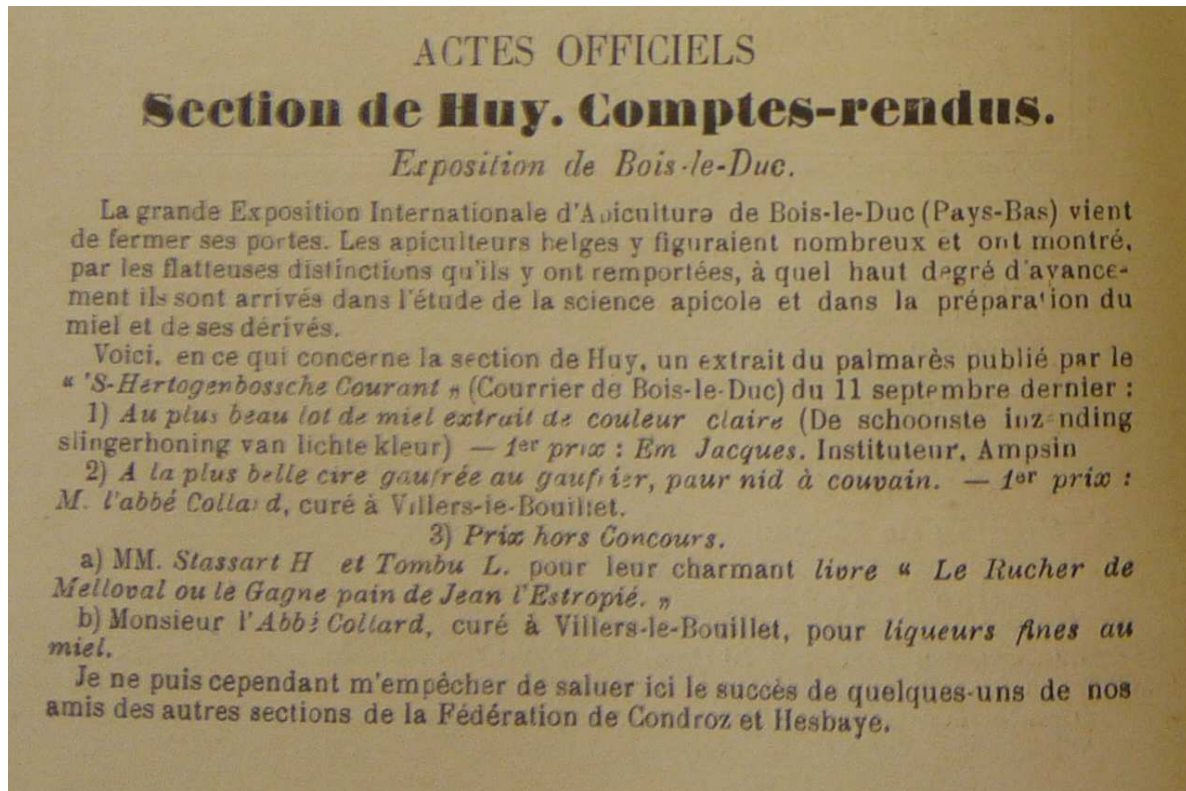 ACTES OFFICIELS
Section de Huy. Comptes-rendus.
Exposition de Bois-le-Duc.
La grande Exposition Internationale d'Apiculture de Bois-le-Duc (Pays-Bas) vient
de fermer ses portes. Les apiculteurs belges y figuraient nombreux et ont montré,
par les flatteuses distinctions qu'ils y ont remportées, à quel haut degré d'avance-
ment ils sont arrivés dans l'étude de la science apicole et dans la préparation du
miel et de ses dérivés.
Voici, en ce qui concerne la section de Huy, un extrait du palmarès publié par le
“ 'S-Hertogenbossche Courant „ (Courrier de Bois-le-Duc) du 11 septembre dernier :
1) Au plus beau lot de miel extrait de couleur claire (De schoonste inzending
slingerhoning van lichte kleur) — 1er prix : Em Jacques. Instituteur, Ampsin
2) A la plus belle cire gaufrée au gaufrier, paur nid à couvain. — 1er prix :
M. l'abbé Collard, curé à Villers-le-Bouillet.
3) Prix hors Concours.
a) MM. Stassart H et Tombu L. pour leur charmant livre “ Le Rucher de
Melloval ou le Gagne pain de Jean l'Estropié. „
b) Monsieur l'Abbé Collard, curé à Villers-le-Bouillet, pour liqueurs fines au
miel.
Je ne puis cependant m'empêcher de saluer ici le succès de quelques-uns de nos
amis des autres sections de la Fédération de Condroz et Hesbaye.